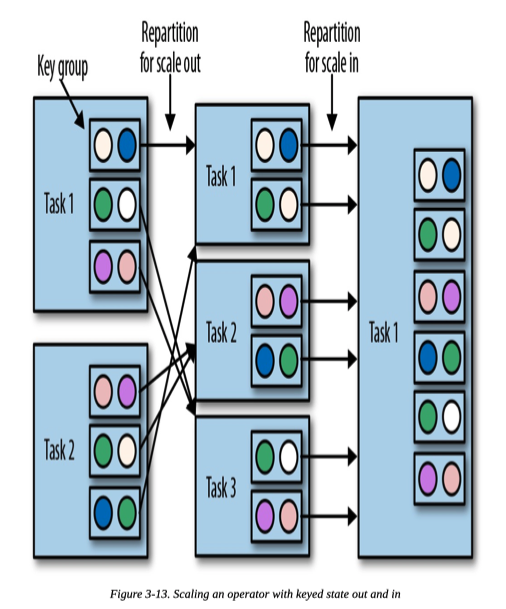 Repartition
for scale out
Repartition
for scale in
Key group
Task 1
Task 2
Task 1
Task 2
Task 3
Task 1
Figure 3-13. Scaling an operator with keyed state out and in